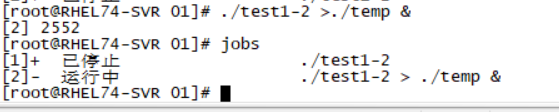 [root@RHEL74-SVR 01]# ./test1-2 >./temp &
[2] 2552
[root@RHEL74-SVR 01]# jobs
[1]+  已停止                  ./test1-2
[2]-  运行中                  ./test1-2 > ./temp &
[root@RHEL74-SVR 01]#